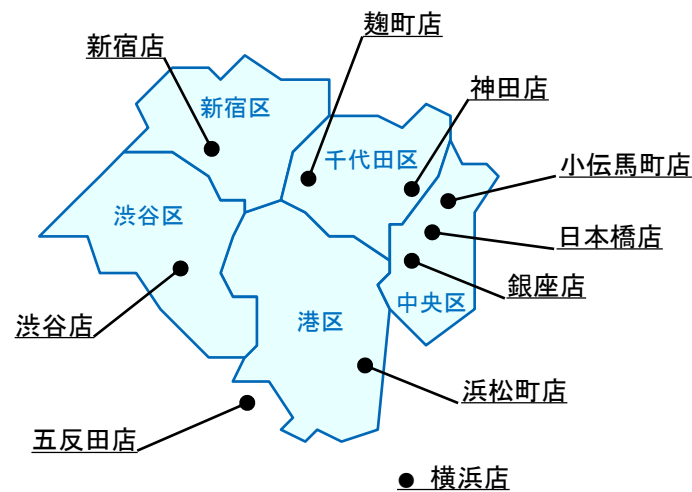 麹町店
新宿店
神田店
新宿区
千代田区
小伝馬町店
渋谷区
日本橋店
銀座店
中央区
港区
渋谷店
浜松町店
五反田店
横浜店